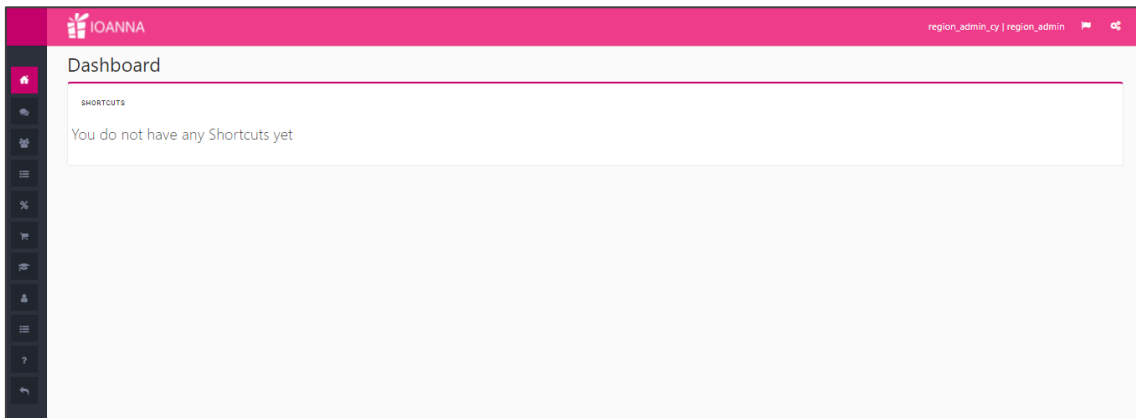 IOANNA
region_admin_cy | region_admin
Dashboard
SHORTCUTS
You do not have any Shortcuts yet